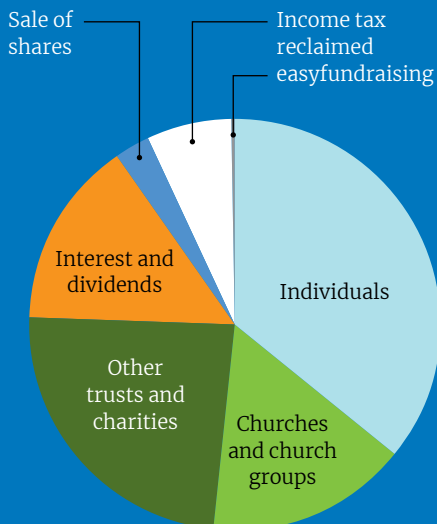 Sale of
shares
Income tax
reclaimed
easyfundraising
Interest and
dividends
Individuals
Other
trusts and
charities
Churches
and church
groups